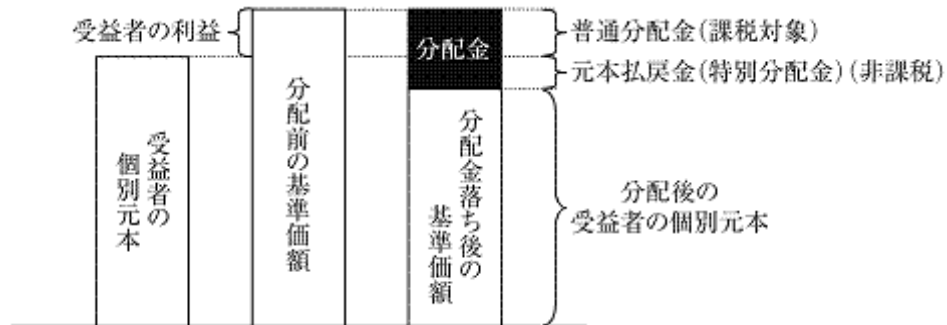 受益者の利益
分配金
普通分配金(課税対象)
元本払戻金(特別分配金)(非課税)
受益者の
個別元本
分配前の基準価額
分配金落ち後の
基準価額
分配後の
受益者の個別元本